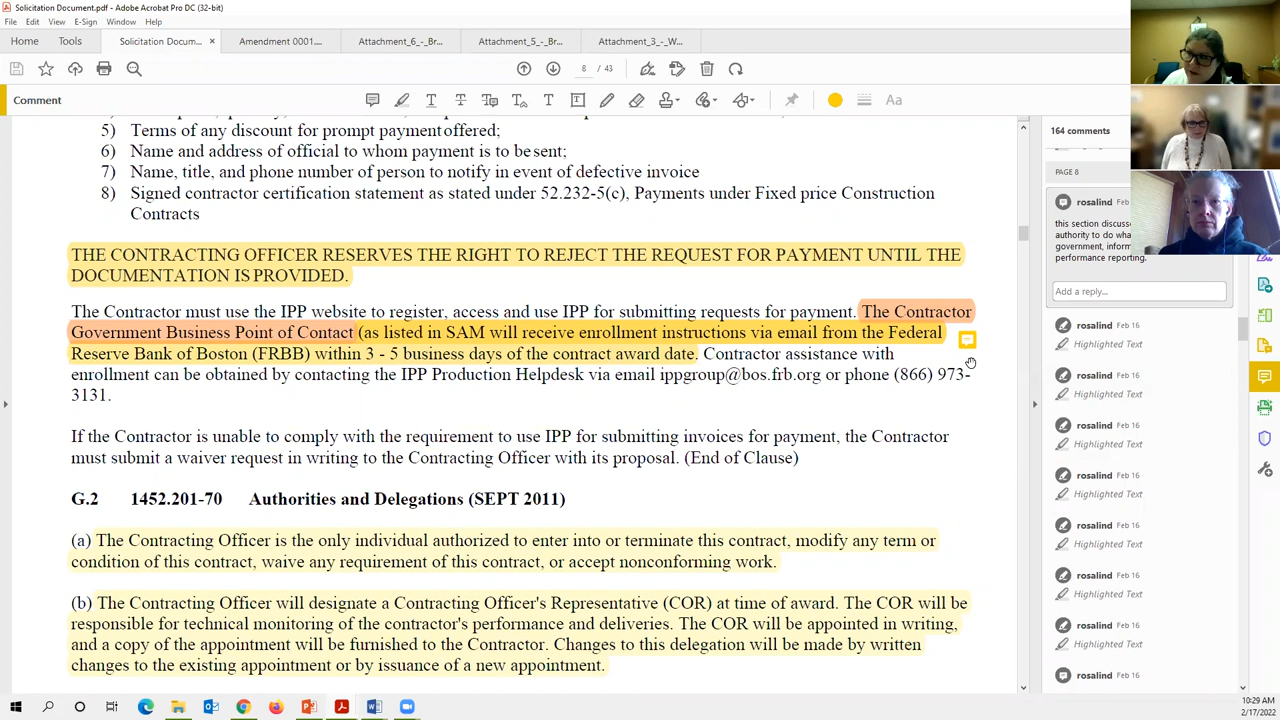 Solicitation Document.pdf - Adobe Acrobat Pro DC (32-bit)
File Edit View E-Sign Window Help
Home Tools Solicitation Docum... × Amendment 0001.... Attachment_6_-_Br... Attachment_5_-_Br... Attachment_3_-_W...
8 / 43
Comment
Aa
5) Terms of any discount for prompt payment offered;
6) Name and address of official to whom payment is to be sent;
7) Name, title, and phone number of person to notify in event of defective invoice
8) Signed contractor certification statement as stated under 52.232-5(c), Payments under Fixed price Construction
Contracts
THE CONTRACTING OFFICER RESERVES THE RIGHT TO REJECT THE REQUEST FOR PAYMENT UNTIL THE
DOCUMENTATION IS PROVIDED.
The Contractor must use the IPP website to register, access and use IPP for submitting requests for payment. The Contractor
Government Business Point of Contact (as listed in SAM will receive enrollment instructions via email from the Federal
Reserve Bank of Boston (FRBB) within 3 - 5 business days of the contract award date. Contractor assistance with
enrollment can be obtained by contacting the IPP Production Helpdesk via email ippgroup@bos.frb.org or phone (866) 973-
3131.
If the Contractor is unable to comply with the requirement to use IPP for submitting invoices for payment, the Contractor
must submit a waiver request in writing to the Contracting Officer with its proposal. (End of Clause)
G.2 1452.201-70 Authorities and Delegations (SEPT 2011)
(a) The Contracting Officer is the only individual authorized to enter into or terminate this contract, modify any term or
condition of this contract, waive any requirement of this contract, or accept nonconforming work.
(b) The Contracting Officer will designate a Contracting Officer's Representative (COR) at time of award. The COR will be
responsible for technical monitoring of the contractor's performance and deliveries. The COR will be appointed in writing,
and a copy of the appointment will be furnished to the Contractor. Changes to this delegation will be made by written
changes to the existing appointment or by issuance of a new appointment.
164 comments
PAGE 8
rosalind Feb
this section discuss
authority to do wha
government, inform
performance reporting.
Add a reply...
rosalind Feb 16
Highlighted Text
rosalind Feb 16
Highlighted Text
rosalind Feb 16
Highlighted Text
rosalind Feb 16
Highlighted Text
rosalind Feb 16
Highlighted Text
rosalind Feb 16
Highlighted Text
rosalind Feb 16
Highlighted Text
rosalind Feb 16
10:29 AM
2/17/2022